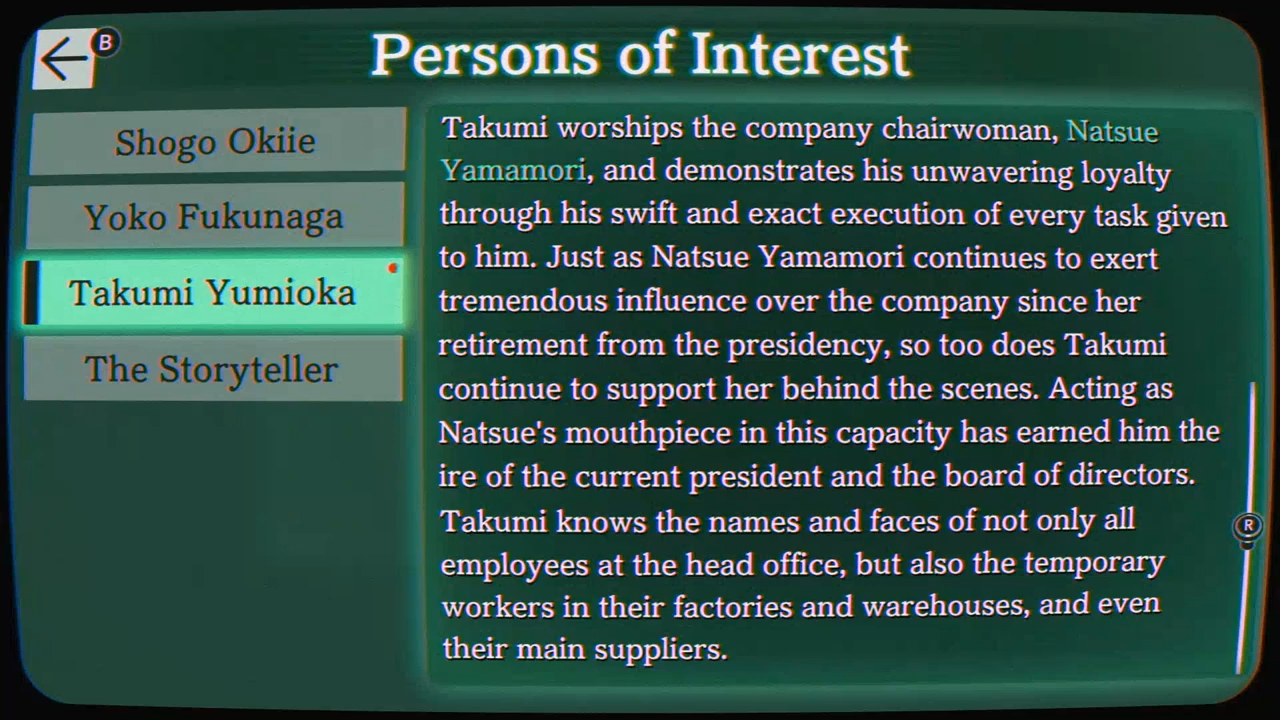 B
Persons of Interest
Shogo Okiie
Yoko Fukunaga
Takumi Yumioka
The Storyteller
Takumi worships the company chairwoman, Natsue
Yamamori, and demonstrates his unwavering loyalty
through his swift and exact execution of every task given
to him. Just as Natsue Yamamori continues to exert
tremendous influence over the company since her
retirement from the presidency, so too does Takumi
continue to support her behind the scenes. Acting as
Natsue's mouthpiece in this capacity has earned him the
ire of the current president and the board of directors.
Takumi knows the names and faces of not only all
employees at the head office, but also the temporary
workers in their factories and warehouses, and even
their main suppliers.
R